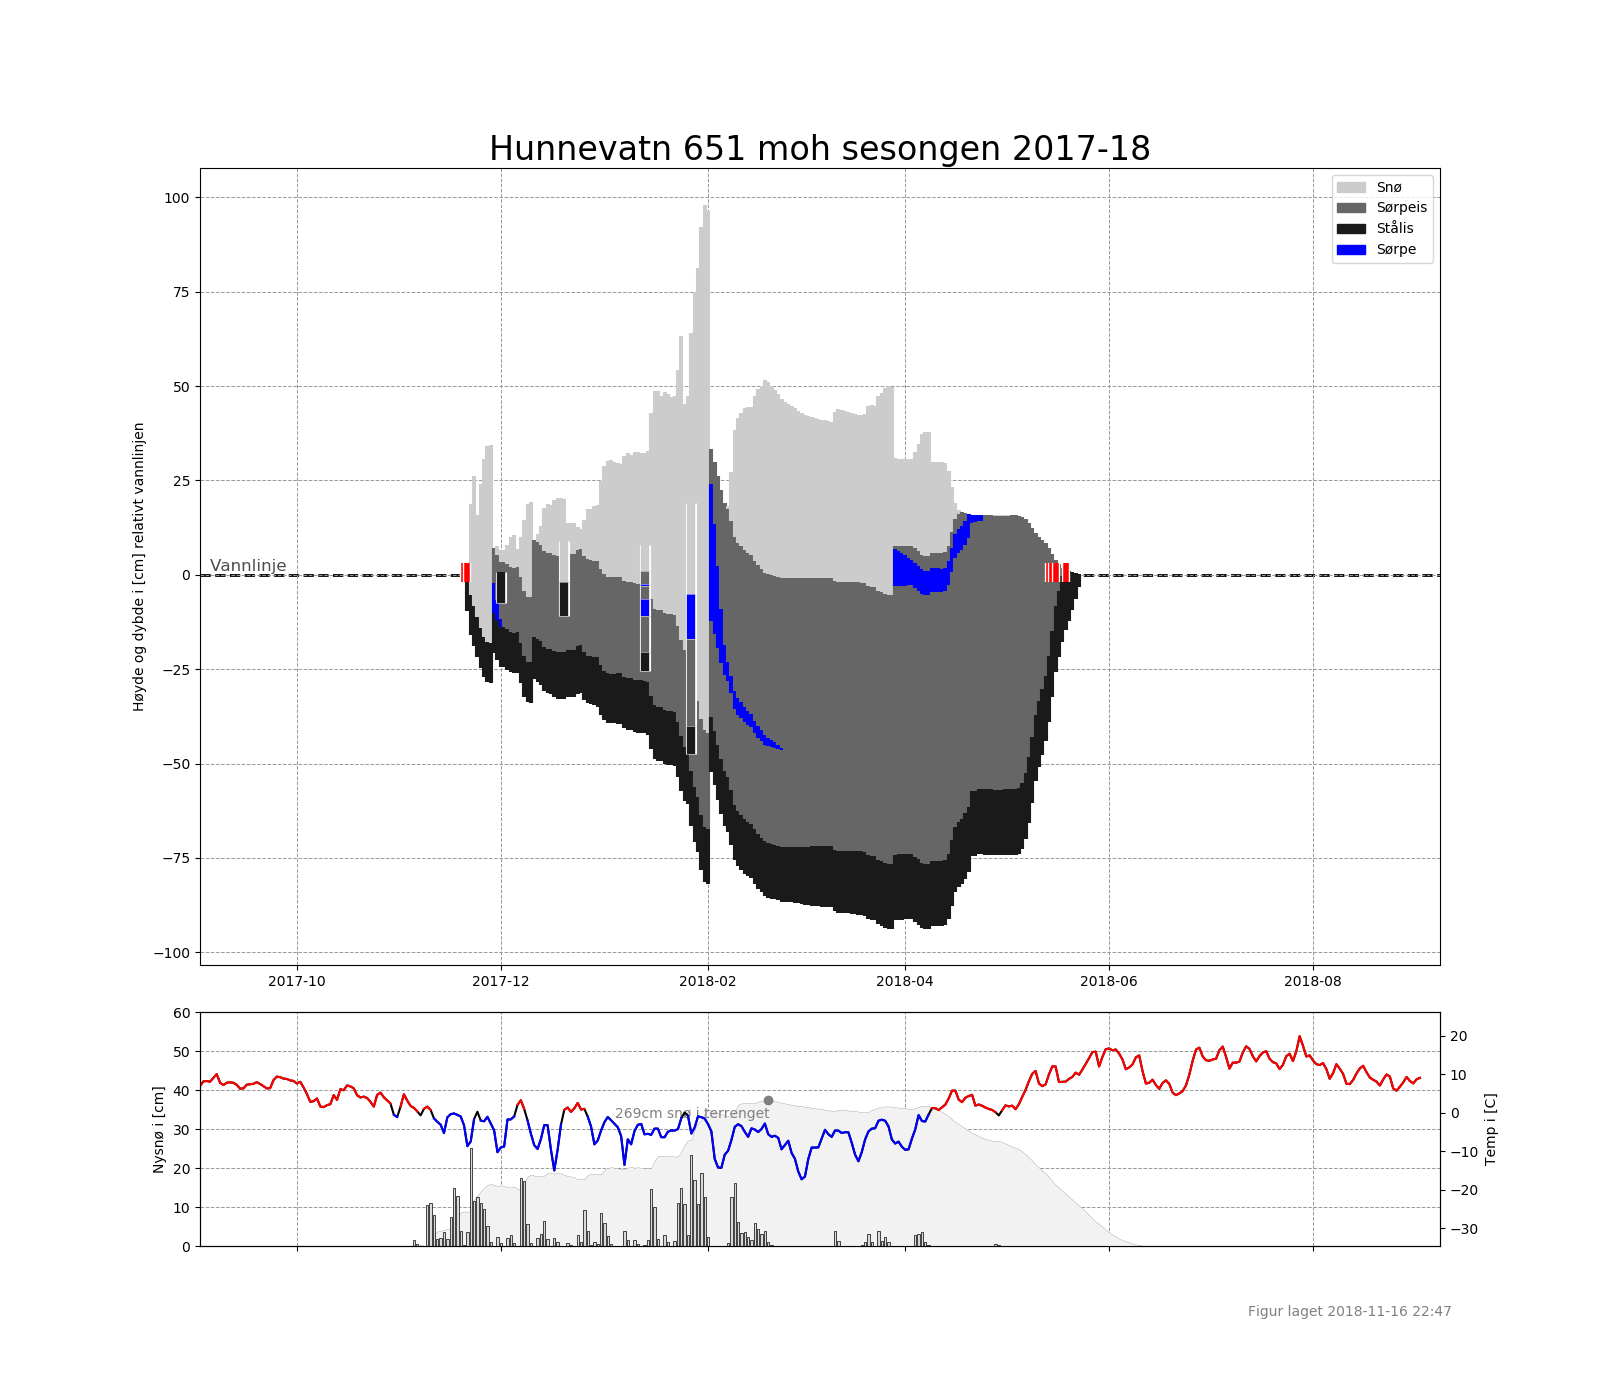 Hunnevatn 651 moh sesongen 2017-18
Høyde og dybde i [cm] relativt vannlinjen
100
75
50
25
0
−25
−50
−75
−100
Vannlinje
Snø
Sørpeis
Stålis
Sørpe
2017-10
2017-12
2018-02
2018-04
2018-06
2018-08
Nysnø i [cm]
60
50
40
30
20
10
0
269cm snø i terrenget
20
10
0
−10
−20
−30
Temp i [C]
Figur laget 2018-11-16 22:47